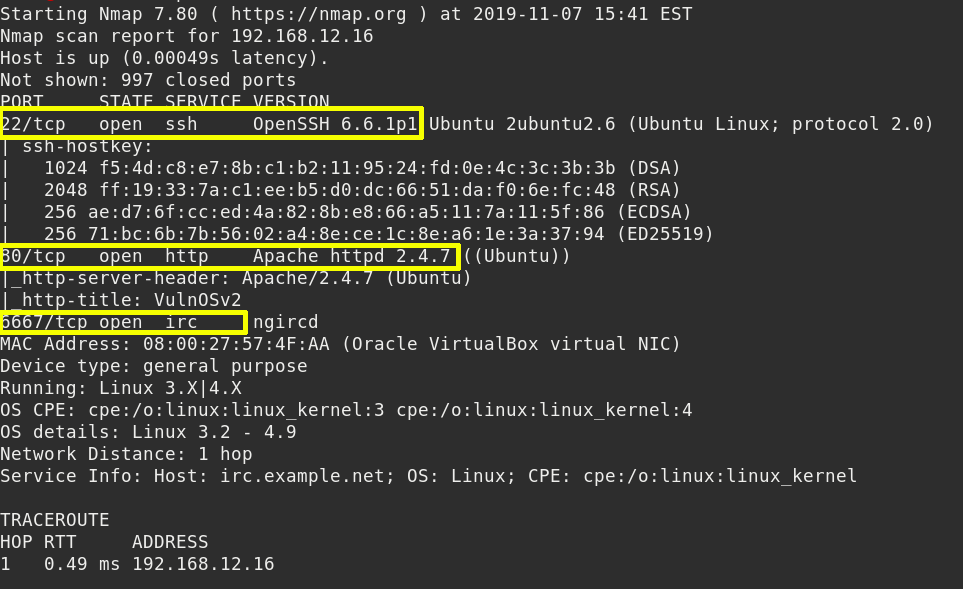 Starting Nmap 7.80 ( https://nmap.org ) at 2019-11-07 15:41 EST
Nmap scan report for 192.168.12.16
Host is up (0.00049s latency).
Not shown: 997 closed ports
PORT     STATE SERVICE VERSION
22/tcp   open  ssh     OpenSSH 6.6.1p1 Ubuntu 2ubuntu2.6 (Ubuntu Linux; protocol 2.0)
| ssh-hostkey:
|   1024 f5:4d:c8:e7:8b:c1:b2:11:95:24:fd:0e:4c:3c:3b:3b (DSA)
|   2048 ff:19:33:7a:c1:ee:b5:d0:dc:66:51:da:f0:6e:fc:48 (RSA)
|   256 ae:d7:6f:cc:ed:4a:82:8b:e8:66:a5:11:7a:11:5f:86 (ECDSA)
|   256 71:bc:6b:7b:56:02:a4:8e:ce:1c:8e:a6:1e:3a:37:94 (ED25519)
80/tcp   open  http    Apache httpd 2.4.7 ((Ubuntu))
|_http-server-header: Apache/2.4.7 (Ubuntu)
|_http-title: VulnOSv2
6667/tcp open  irc     ngircd
MAC Address: 08:00:27:57:4F:AA (Oracle VirtualBox virtual NIC)
Device type: general purpose
Running: Linux 3.X|4.X
OS CPE: cpe:/o:linux:linux_kernel:3 cpe:/o:linux:linux_kernel:4
OS details: Linux 3.2 - 4.9
Network Distance: 1 hop
Service Info: Host: irc.example.net; OS: Linux; CPE: cpe:/o:linux:linux_kernel
TRACEROUTE
HOP RTT     ADDRESS
1   0.49 ms 192.168.12.16